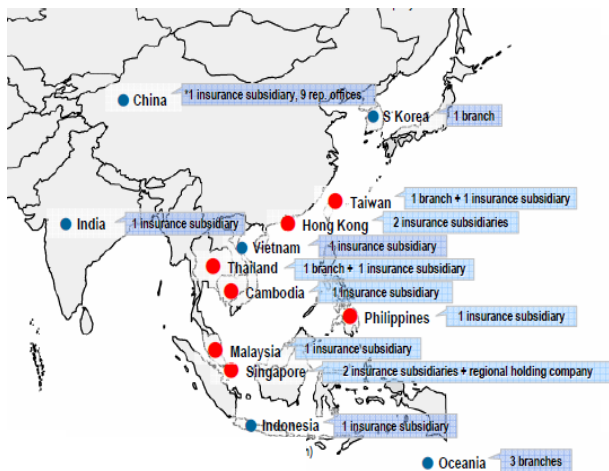 China
*1 insurance subsidiary, 9 rep. offices,
S Korea
1 branch
Taiwan
1 branch + 1 insurance subsidiary
Hong Kong
2 insurance subsidiaries
India
1 insurance subsidiary
Vietnam
1 insurance subsidiary
Thailand
1 branch + 1 insurance subsidiary
Cambodia
1 insurance subsidiary
Philippines
1 insurance subsidiary
Malaysia
1 insurance subsidiary
Singapore
2 insurance subsidiaries + regional holding company
Indonesia
1 insurance subsidiary
Oceania
3 branches